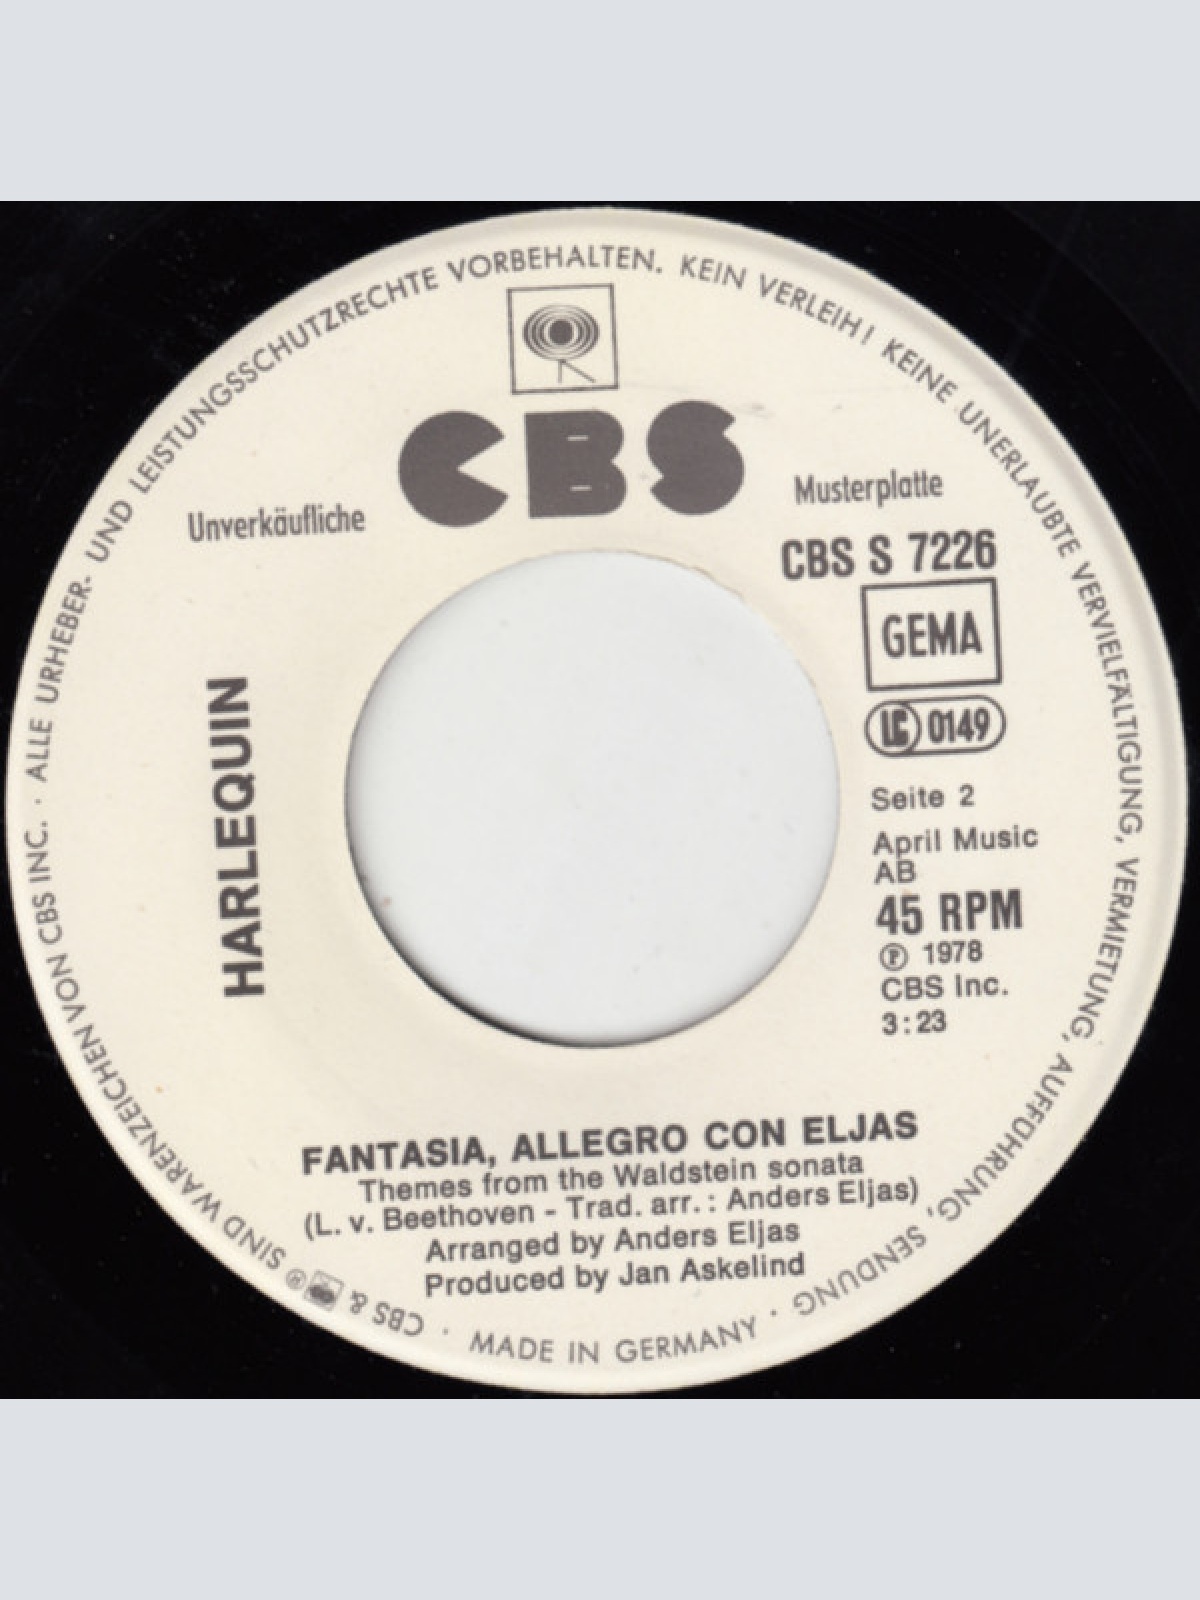 ALLE URHEBER- UND LEISTUNGSSCHUTZRECHTE VORBEHALTEN. KEIN VERLEIH! KEINE UNERLAUBTE VERVIELFÄLTIGUNG, VERMIETUNG, AUFFÜHRUNG, SENDUNG ·
CBS
Unverkäufliche
Musterplatte
CBS S 7226
GEMA
LC 0149
Seite 2
April Music
AB
45 RPM
Ⓟ 1978
CBS Inc.
3:23
HARLEQUIN
FANTASIA, ALLEGRO CON ELJAS
Themes from the Waldstein sonata
(L. v. Beethoven - Trad. arr.: Anders Eljas)
Arranged by Anders Eljas
Produced by Jan Askelind
MADE IN GERMANY ·
CBS & ® SIND WARENZEICHEN VON CBS INC. ·